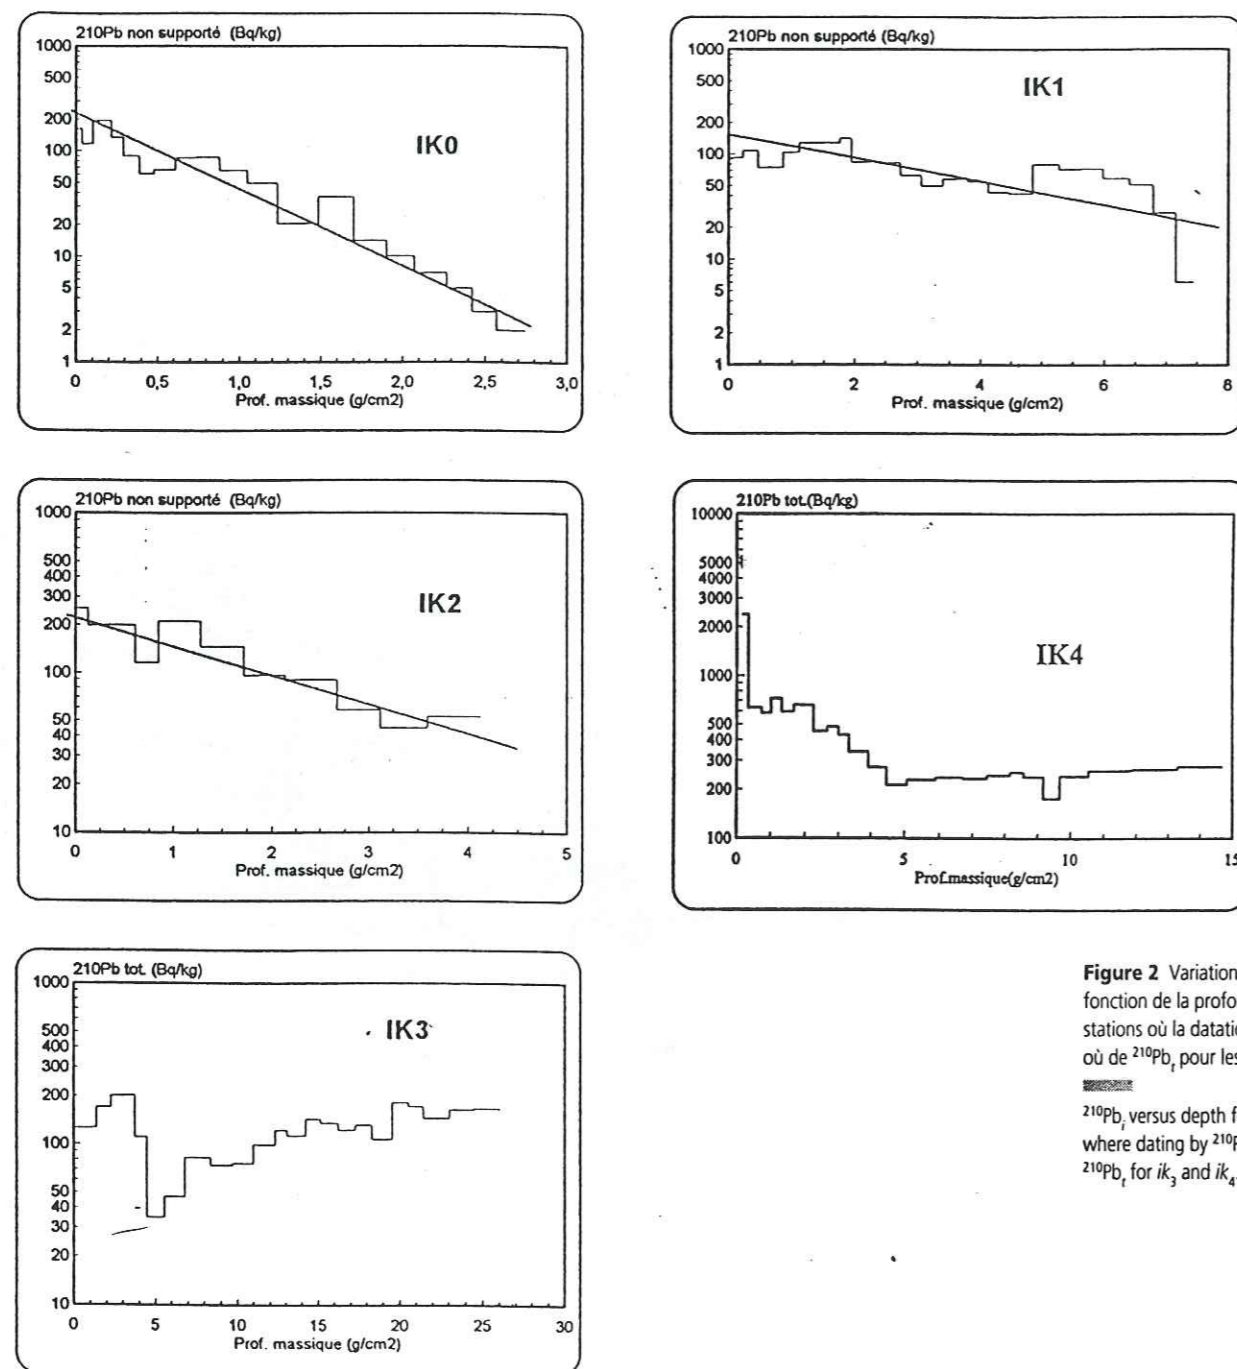 210Pb non supporté (Bq/kg)
IK0
1000
500
200
100
50
20
10
5
2
1
0 0,5 1,0 1,5 2,0 2,5 3,0
Prof. massique (g/cm2)
210Pb non supporté (Bq/kg)
IK1
1000
500
200
100
50
20
10
5
2
1
0 2 4 6 8
Prof. massique (g/cm2)
210Pb non supporté (Bq/kg)
IK2
1000
500
400
300
200
100
50
40
30
20
10
0 1 2 3 4 5
Prof. massique (g/cm2)
210Pb tot.(Bq/kg)
IK4
10000
5000
4000
3000
2000
1000
500
400
300
200
100
0 5 10 15
Prof.massique(g/cm2)
210Pb tot. (Bq/kg)
IK3
1000
500
300
200
100
50
40
30
20
10
0 5 10 15 20 25 30
Prof. massique (g/cm2)
Figure 2 Variation
fonction de la profo
stations où la datatio
où de 210Pbt pour les
210Pbi versus depth f
where dating by 210P
210Pbt for ik3 and ik4